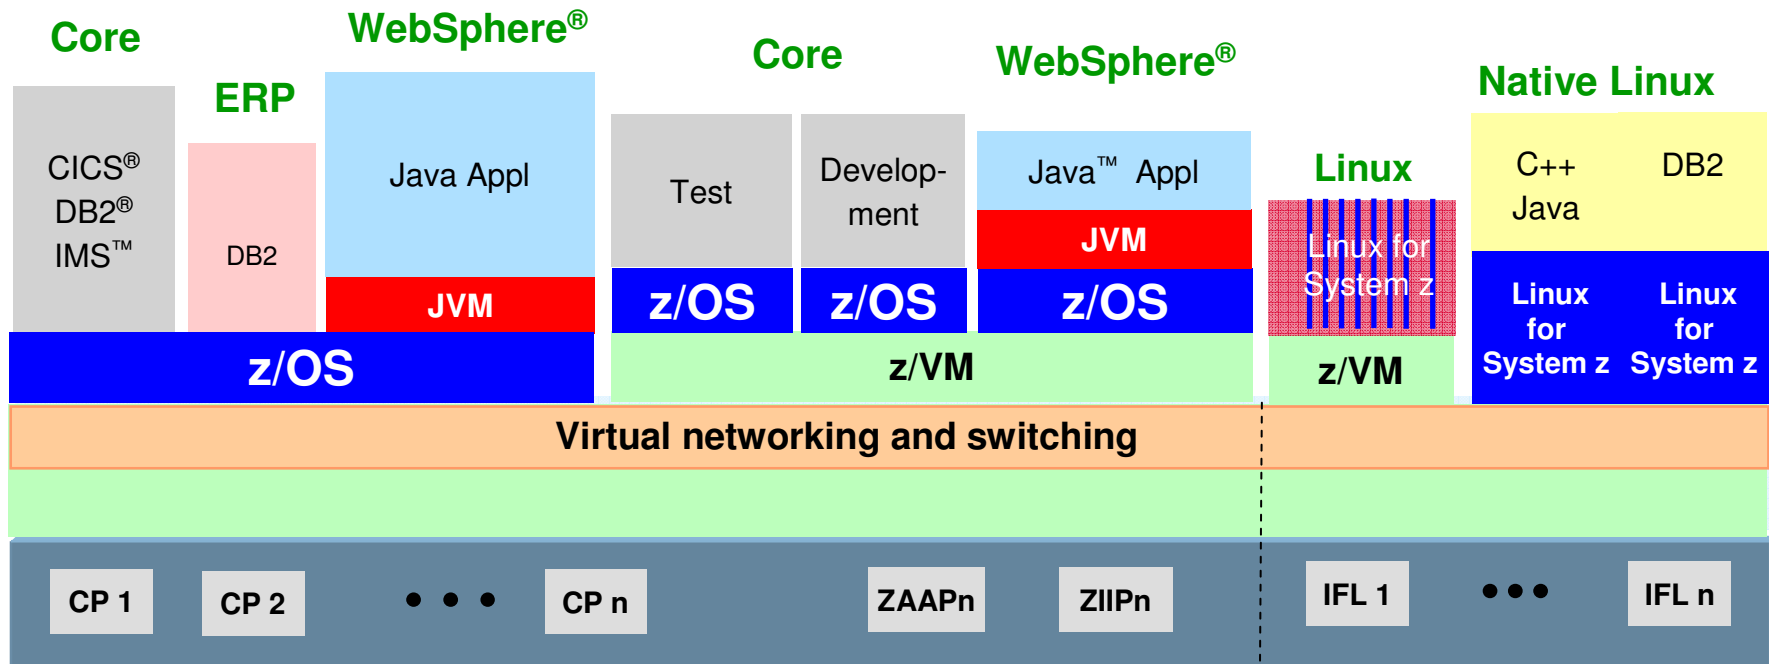 Core
WebSphere®
Core
WebSphere®
ERP
Native Linux
Linux
CICS®
DB2®
IMS™
DB2
Java Appl
JVM
z/OS
Test
z/OS
Develop-
ment
z/OS
Java™ Appl
JVM
z/OS
z/VM
Linux for
System z
z/VM
C++
Java
Linux
for
System z
DB2
Linux
for
System z
Virtual networking and switching
CP 1
CP 2
• • •
CP n
ZAAPn
ZIIPn
IFL 1
•••
IFL n